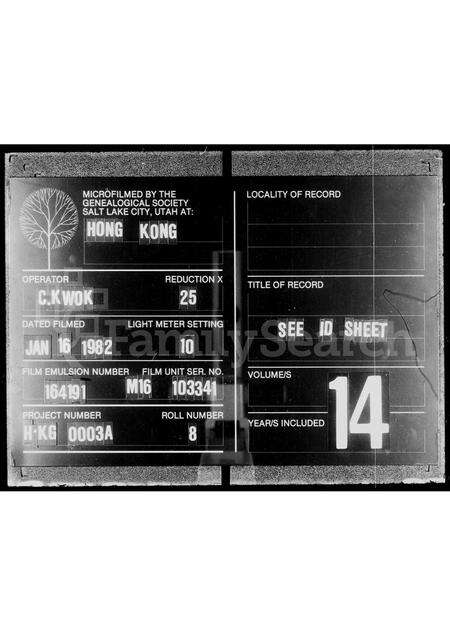 MICROFILMED BY THE
GENEALOGICAL SOCIETY
SALT LAKE CITY, UTAH AT:
HONG KONG
OPERATOR REDUCTION X
C.KWOK 25
DATED FILMED LIGHT METER SETTING
JAN 16 1982 10
FILM EMULSION NUMBER FILM UNIT SER. NO.
164191 M16 103341
PROJECT NUMBER ROLL NUMBER
H-KG 0003A 8
LOCALITY OF RECORD
TITLE OF RECORD
SEE ID SHEET
VOLUME/S
14
YEAR/S INCLUDED
FamilySearch